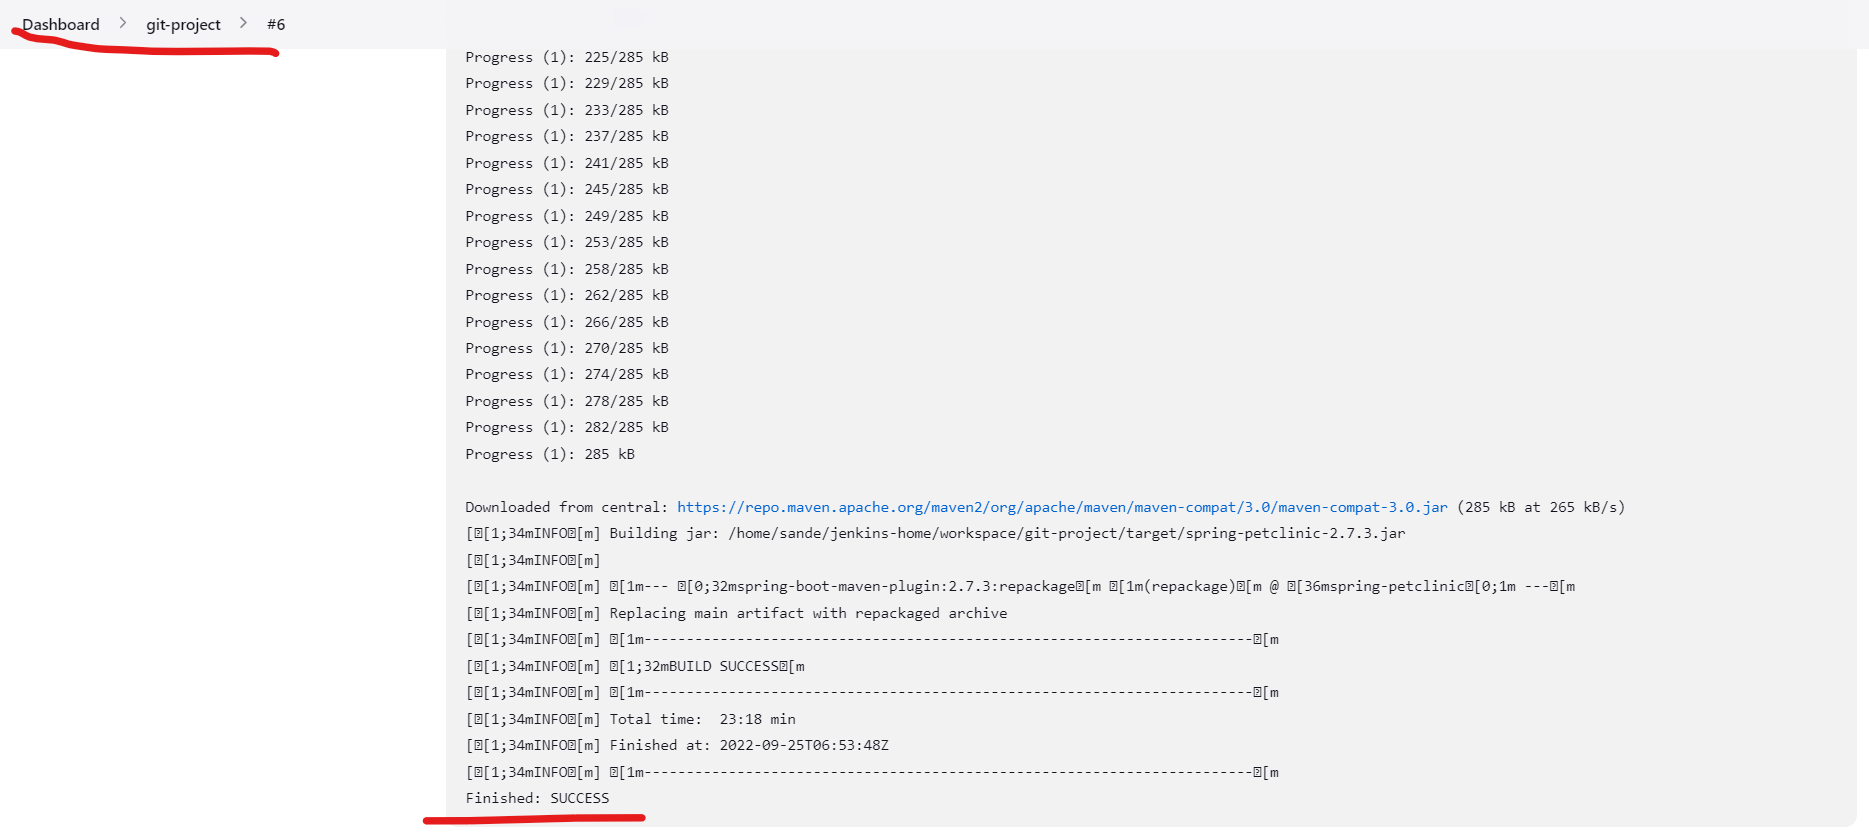 Dashboard > git-project > #6
Progress (1): 225/285 kB
Progress (1): 229/285 kB
Progress (1): 233/285 kB
Progress (1): 237/285 kB
Progress (1): 241/285 kB
Progress (1): 245/285 kB
Progress (1): 249/285 kB
Progress (1): 253/285 kB
Progress (1): 258/285 kB
Progress (1): 262/285 kB
Progress (1): 266/285 kB
Progress (1): 270/285 kB
Progress (1): 274/285 kB
Progress (1): 278/285 kB
Progress (1): 282/285 kB
Progress (1): 285 kB
Downloaded from central: https://repo.maven.apache.org/maven2/org/apache/maven/maven-compat/3.0/maven-compat-3.0.jar (285 kB at 265 kB/s)
[␛[1;34mINFO␛[m] Building jar: /home/sande/jenkins-home/workspace/git-project/target/spring-petclinic-2.7.3.jar
[␛[1;34mINFO␛[m]
[␛[1;34mINFO␛[m] ␛[1m--- ␛[0;32mspring-boot-maven-plugin:2.7.3:repackage␛[m ␛[1m(repackage)␛[m @ ␛[36mspring-petclinic␛[0;1m ---␛[m
[␛[1;34mINFO␛[m] Replacing main artifact with repackaged archive
[␛[1;34mINFO␛[m] ␛[1m------------------------------------------------------------------------␛[m
[␛[1;34mINFO␛[m] ␛[1;32mBUILD SUCCESS␛[m
[␛[1;34mINFO␛[m] ␛[1m------------------------------------------------------------------------␛[m
[␛[1;34mINFO␛[m] Total time:  23:18 min
[␛[1;34mINFO␛[m] Finished at: 2022-09-25T06:53:48Z
[␛[1;34mINFO␛[m] ␛[1m------------------------------------------------------------------------␛[m
Finished: SUCCESS